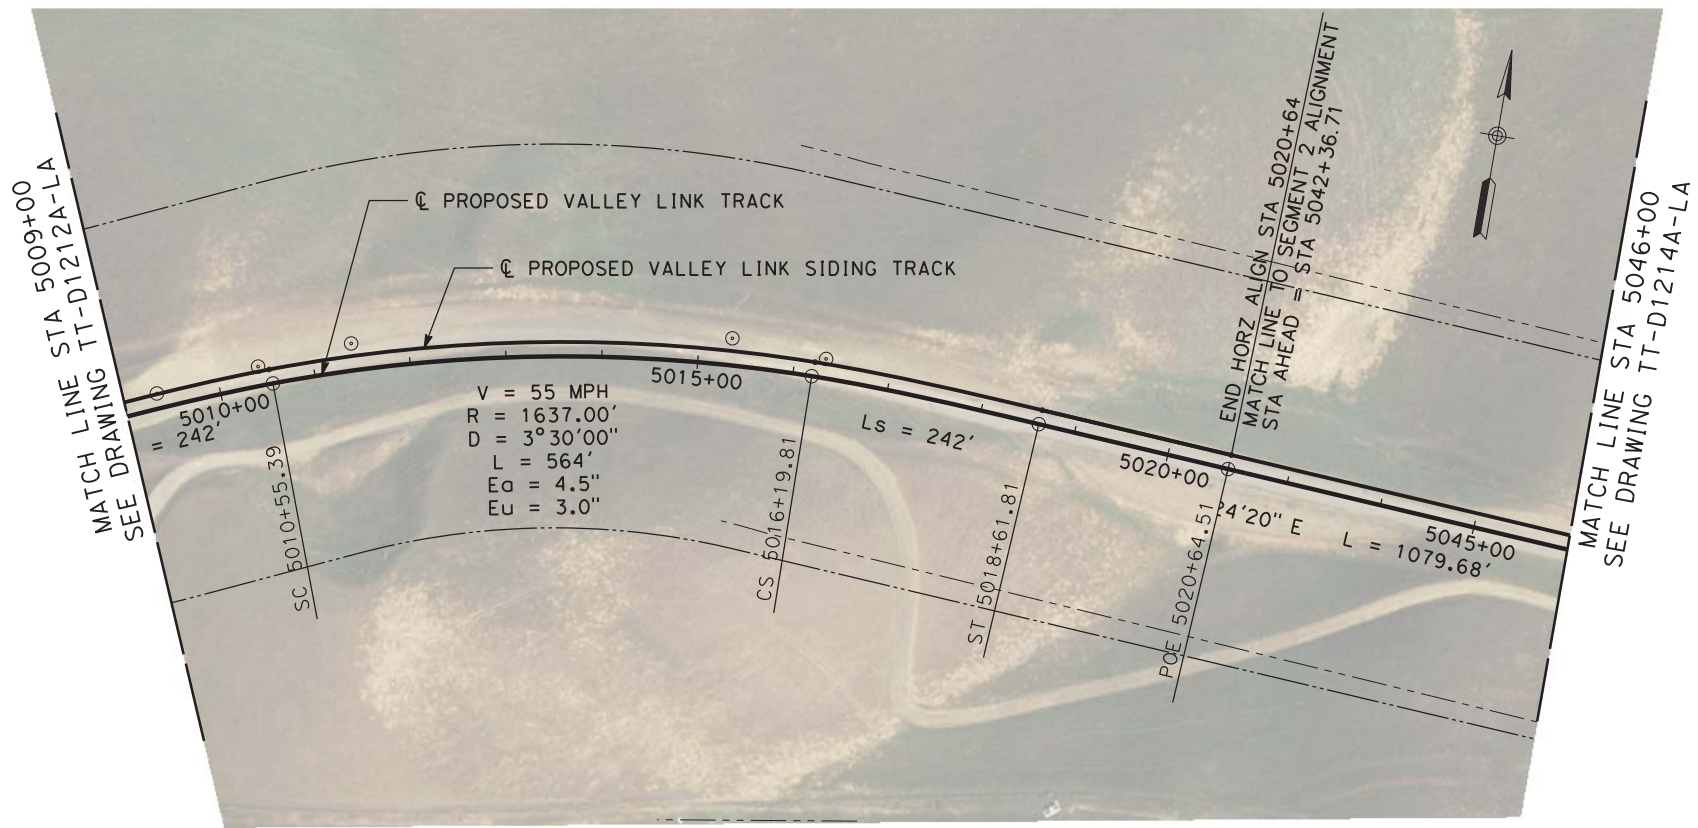 MATCH LINE STA 5009+00
SEE DRAWING TT-D1212A-LA
℄ PROPOSED VALLEY LINK TRACK
℄ PROPOSED VALLEY LINK SIDING TRACK
5010+00
= 242'
SC 5010+55.39
V = 55 MPH
R = 1637.00'
D = 3°30'00"
L = 564'
Ea = 4.5"
Eu = 3.0"
5015+00
CS 5016+19.81
Ls = 242'
ST 5018+61.81
5020+00
POE 5020+64.51
END HORZ ALIGN STA 5020+64
MATCH LINE TO SEGMENT 2 ALIGNMENT
STA AHEAD = STA 5042+36.71
24'20" E
L = 1079.68'
5045+00
MATCH LINE STA 5046+00
SEE DRAWING TT-D1214A-LA